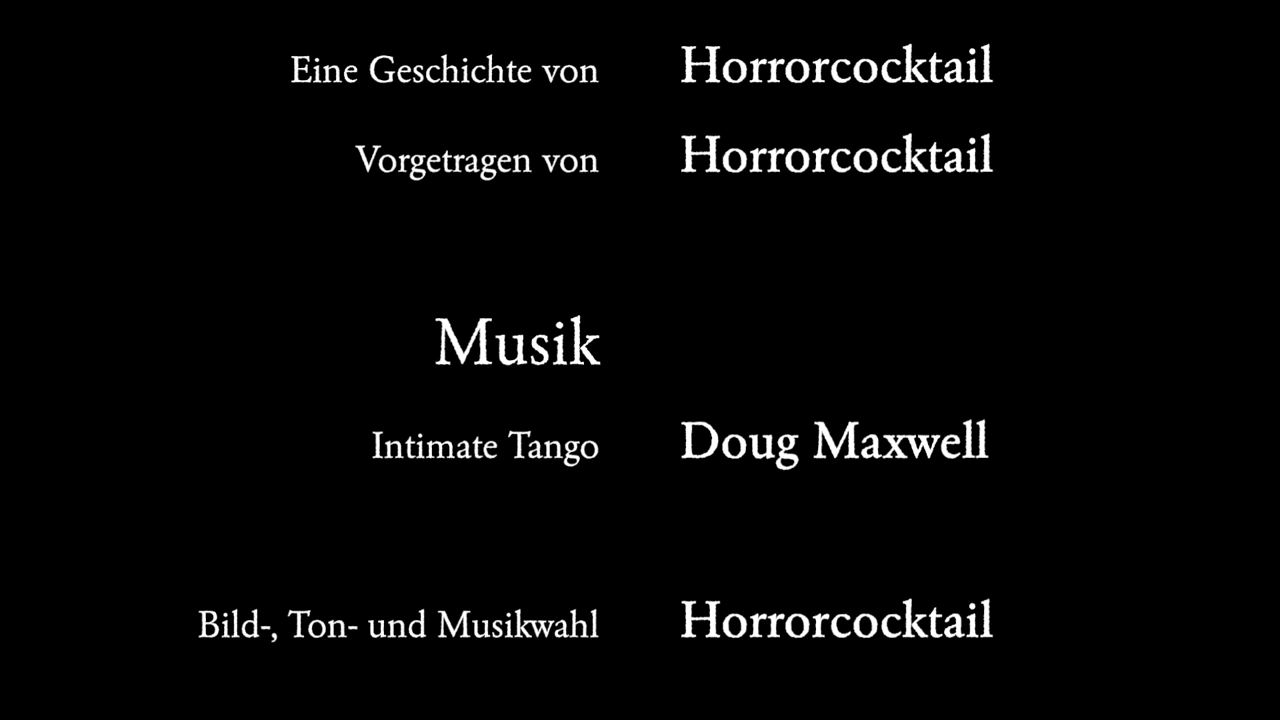 Eine Geschichte von Horrorcocktail
Vorgetragen von Horrorcocktail
Musik
Intimate Tango Doug Maxwell
Bild-, Ton- und Musikwahl Horrorcocktail